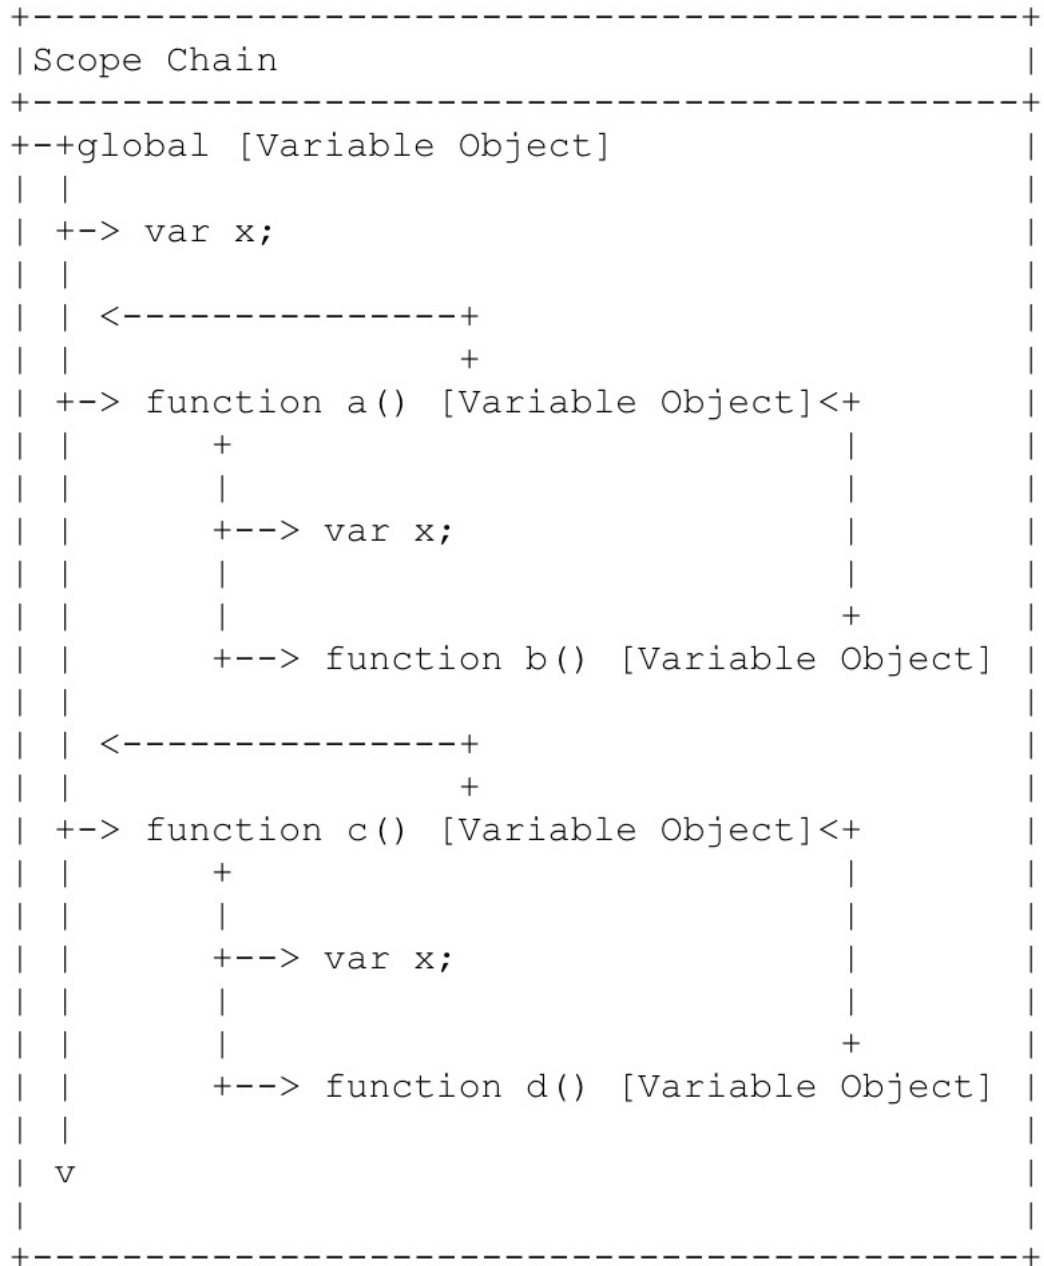 +--------------------------------------------+
|Scope Chain                                 |
+--------------------------------------------+
+-+global [Variable Object]                  |
| |                                          |
| +-> var x;                                 |
| |                                          |
| | <---------------+                        |
| |                 +                        |
| +-> function a() [Variable Object]<+       |
| |      +                           |       |
| |      |                           |       |
| |      +--> var x;                 |       |
| |      |                           |       |
| |      |                           +       |
| |      +--> function b() [Variable Object] |
| |                                          |
| | <---------------+                        |
| |                 +                        |
| +-> function c() [Variable Object]<+       |
| |      +                           |       |
| |      |                           |       |
| |      +--> var x;                 |       |
| |      |                           |       |
| |      |                           +       |
| |      +--> function d() [Variable Object] |
| |                                          |
| v                                          |
|                                            |
+--------------------------------------------+